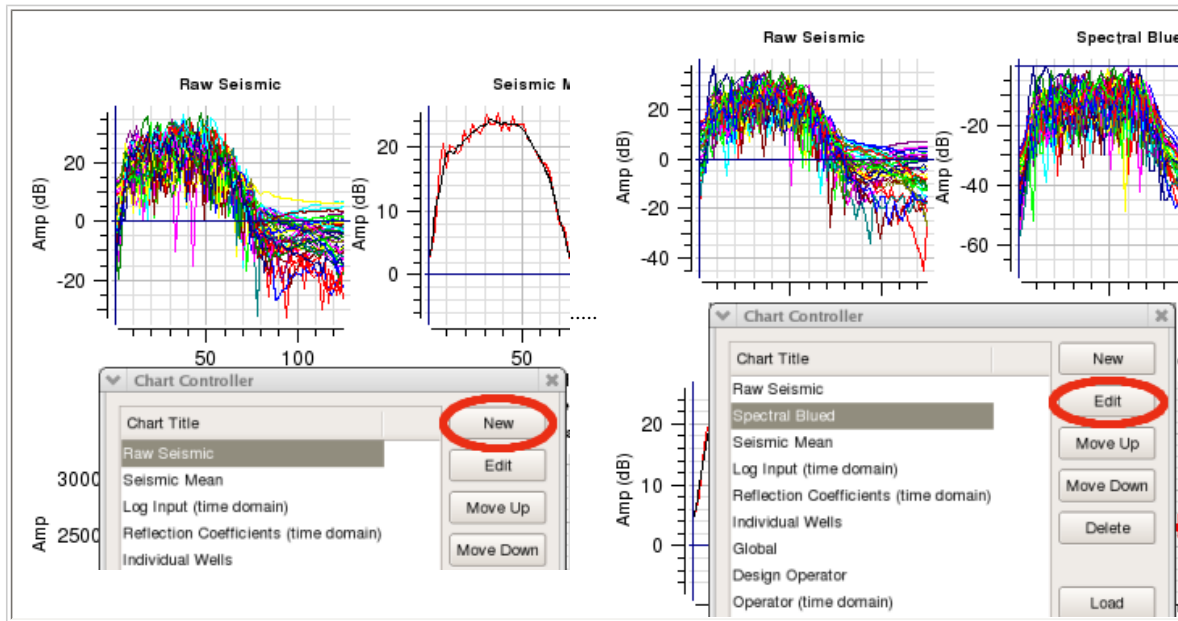 Raw Seismic
Seismic M
Amp (dB)
20
0
-20
50
100
Amp (dB)
20
10
0
50
.....
3000
2500
Amp
Chart Controller
Chart Title
Raw Seismic
Seismic Mean
Log Input (time domain)
Reflection Coefficients (time domain)
Individual Wells
New
Edit
Move Up
Move Down
Raw Seismic
Spectral Blue
Amp (dB)
20
0
-20
-40
Amp (dB)
-20
-40
-60
Amp (dB)
20
10
0
Chart Controller
Chart Title
Raw Seismic
Spectral Blued
Seismic Mean
Log Input (time domain)
Reflection Coefficients (time domain)
Individual Wells
Global
Design Operator
Operator (time domain)
New
Edit
Move Up
Move Down
Delete
Load